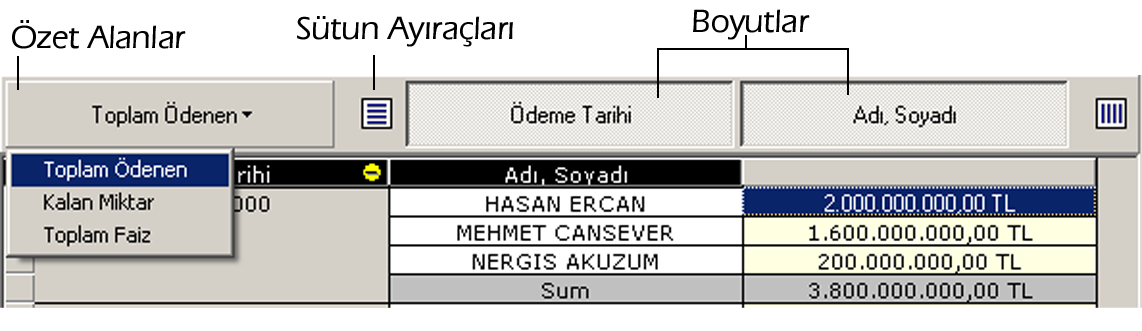 Özet Alanlar
Sütun Ayıraçları
Boyutlar
Toplam Ödenen
Ödeme Tarihi
Adı, Soyadı
Toplam Ödenen
Kalan Miktar
Toplam Faiz
rihi
Adı, Soyadı
000
HASAN ERCAN
2.000.000.000,00 TL
MEHMET CANSEVER
1.600.000.000,00 TL
NERGIS AKUZUM
200.000.000,00 TL
Sum
3.800.000.000,00 TL